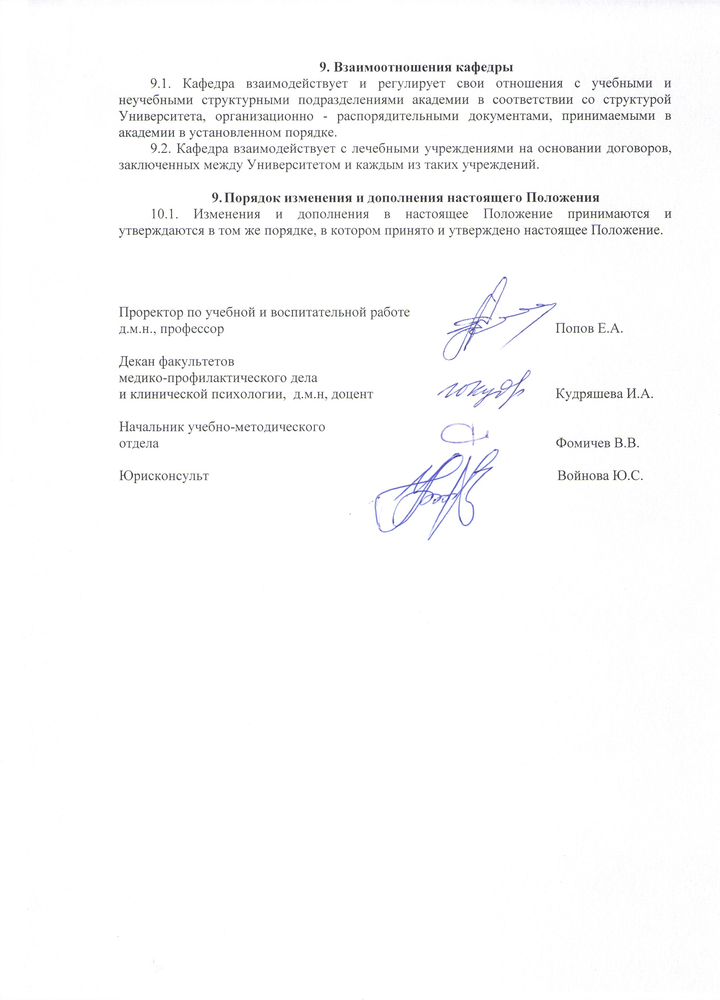 9. Взаимоотношения кафедры
9.1. Кафедра взаимодействует и регулирует свои отношения с учебными и
неучебными структурными подразделениями академии в соответствии со структурой
Университета, организационно - распорядительными документами, принимаемыми в
академии в установленном порядке.
9.2. Кафедра взаимодействует с лечебными учреждениями на основании договоров,
заключенных между Университетом и каждым из таких учреждений.
9. Порядок изменения и дополнения настоящего Положения
10.1. Изменения и дополнения в настоящее Положение принимаются и
утверждаются в том же порядке, в котором принято и утверждено настоящее Положение.
Проректор по учебной и воспитательной работе
д.м.н., профессор Попов Е.А.
Декан факультетов
медико-профилактического дела
и клинической психологии, д.м.н, доцент Кудряшева И.А.
Начальник учебно-методического
отдела Фомичев В.В.
Юрисконсульт Войнова Ю.С.